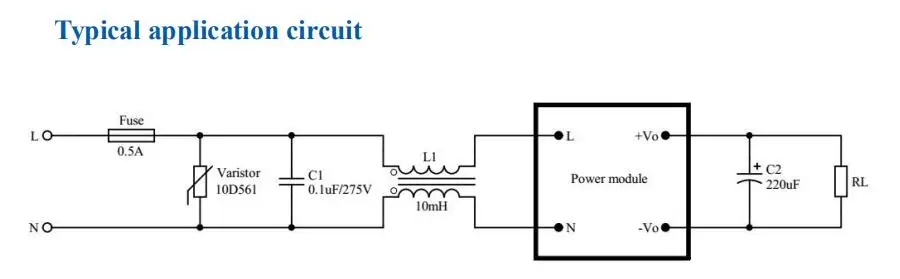 Typical application circuit
Fuse
L
0.5A
Varistor
10D561
C1
0.1uF/275V
L1
10mH
L
+Vo
Power module
N
-Vo
+
C2
220uF
RL
N